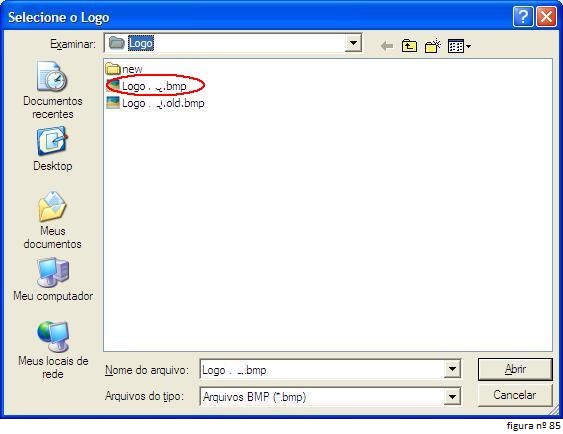 Selecione o Logo
Examinar:
Logo
new
Logo .bmp
Logo .old.bmp
Documentos
recentes
Desktop
Meus
documentos
Meu computador
Meus locais de
rede
Nome do arquivo:
Logo .bmp
Abrir
Arquivos do tipo:
Arquivos BMP (*.bmp)
Cancelar
figura nº 85